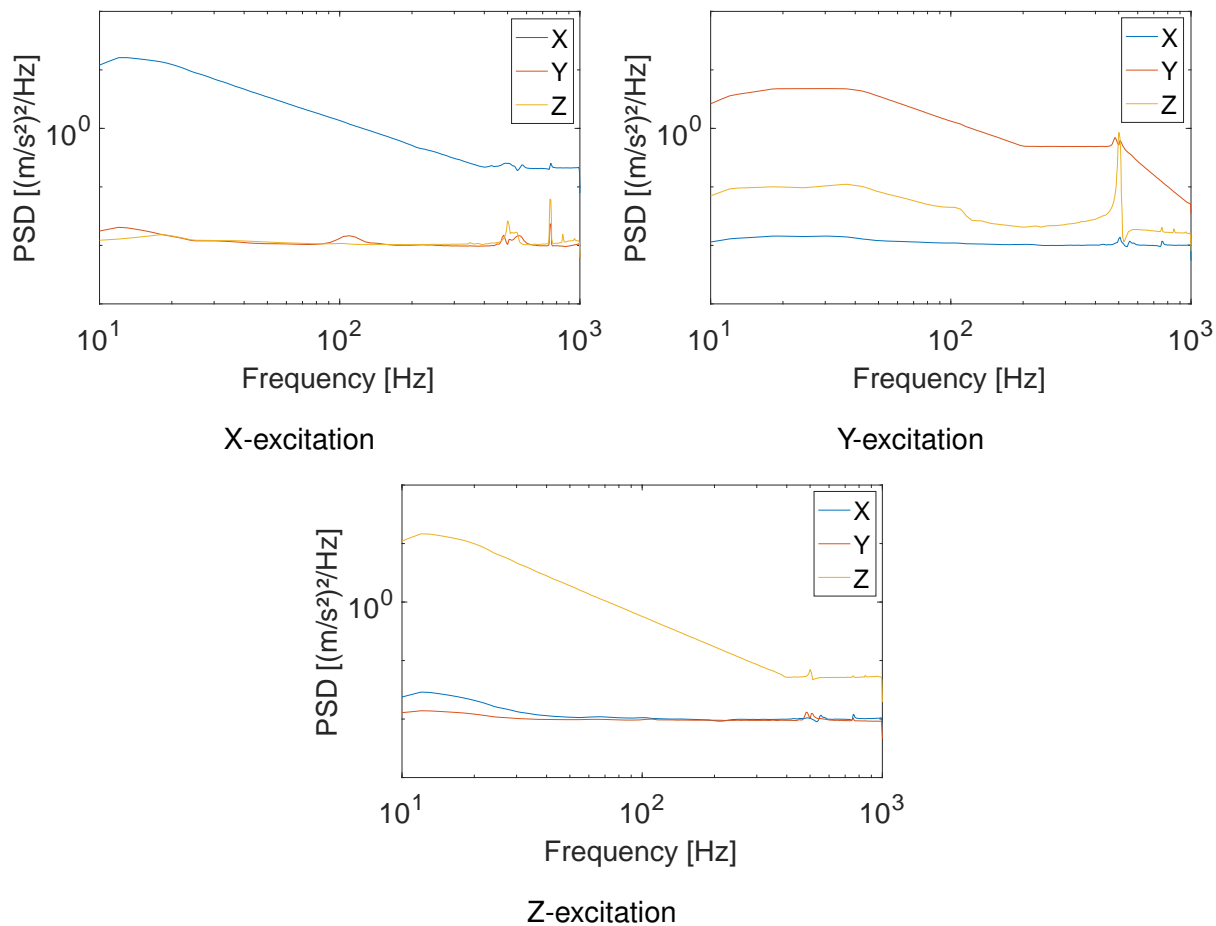 PSD [(m/s²)²/Hz]
10⁰
X
Y
Z
10¹ 10² 10³
Frequency [Hz]
X-excitation
PSD [(m/s²)²/Hz]
10⁰
X
Y
Z
10¹ 10² 10³
Frequency [Hz]
Y-excitation
PSD [(m/s²)²/Hz]
10⁰
X
Y
Z
10¹ 10² 10³
Frequency [Hz]
Z-excitation